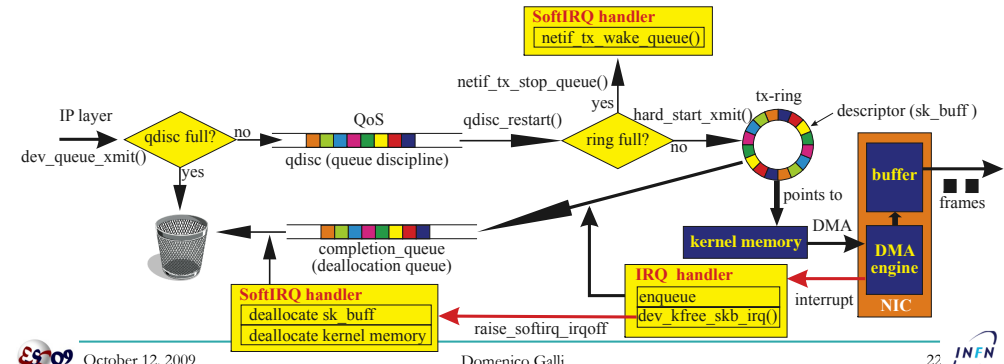 SoftIRQ handler
netif_tx_wake_queue()
netif_tx_stop_queue()
yes
IP layer
dev_queue_xmit()
qdisc full?
no
yes
QoS
qdisc (queue discipline)
qdisc_restart()
ring full?
no
hard_start_xmit()
tx-ring
descriptor (sk_buff )
points to
kernel memory
DMA
buffer
DMA
engine
NIC
frames
completion_queue
(deallocation queue)
IRQ handler
enqueue
dev_kfree_skb_irq()
interrupt
SoftIRQ handler
deallocate sk_buff
deallocate kernel memory
raise_softirq_irqoff
October 12, 2009
Domenico Galli
22
INFN